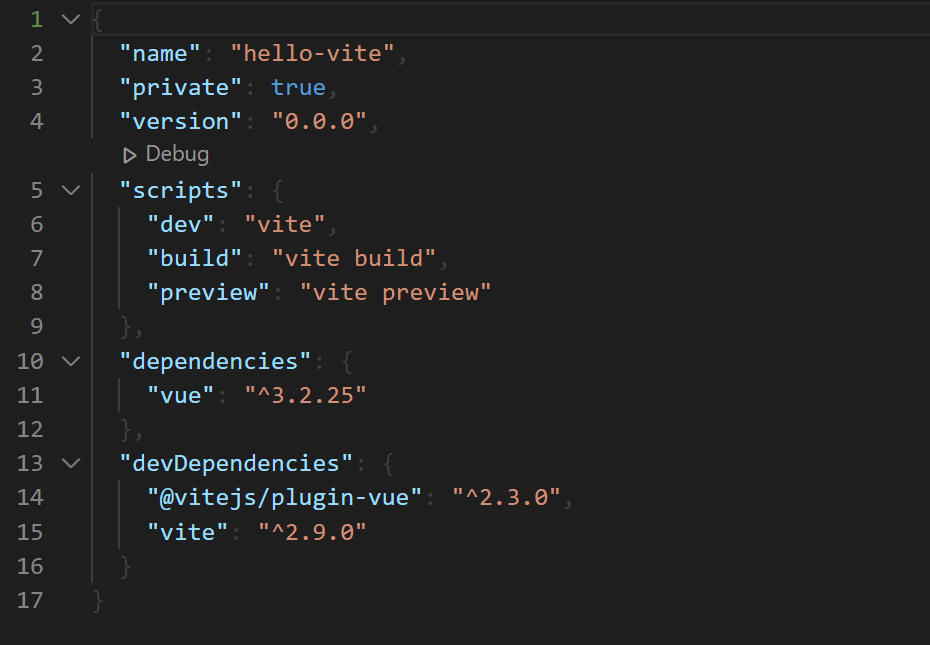 1 {
2 "name": "hello-vite",
3 "private": true,
4 "version": "0.0.0",
Debug
5 "scripts": {
6 "dev": "vite",
7 "build": "vite build",
8 "preview": "vite preview"
9 },
10 "dependencies": {
11 "vue": "^3.2.25"
12 },
13 "devDependencies": {
14 "@vitejs/plugin-vue": "^2.3.0",
15 "vite": "^2.9.0"
16 }
17 }